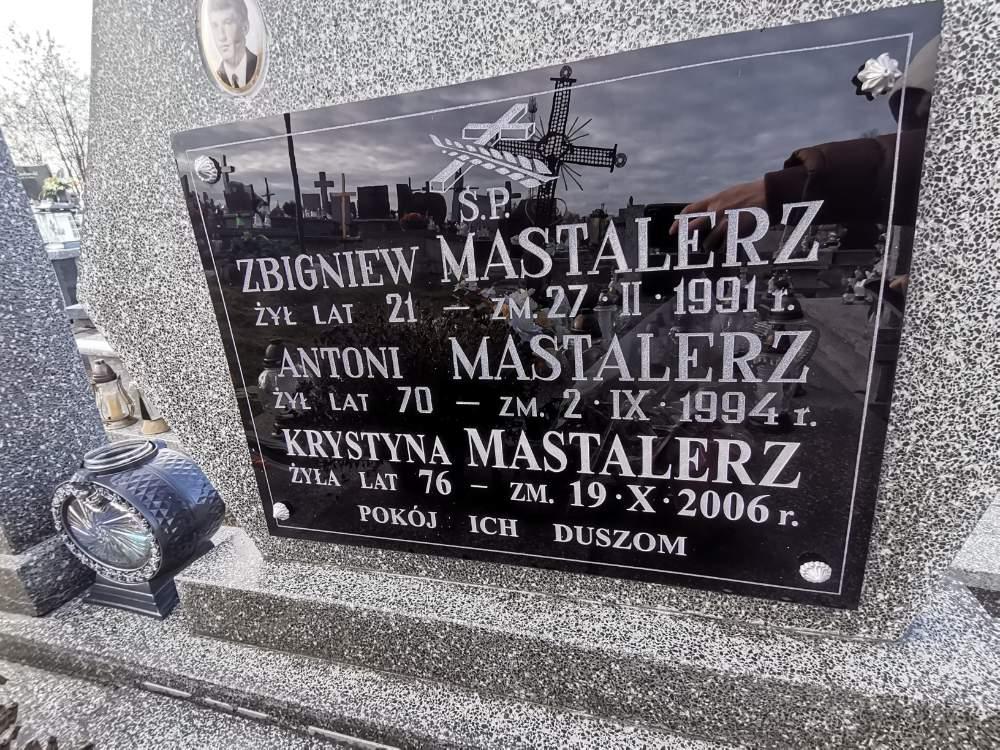 Ś.P.
ZBIGNIEW MASTALERZ
ŻYŁ LAT 21 – ZM. 27·II·1991 r.
ANTONI MASTALERZ
ŻYŁ LAT 70 – ZM. 2·IX·1994 r.
KRYSTYNA MASTALERZ
ŻYŁA LAT 76 – ZM. 19·X·2006 r.
POKÓJ ICH DUSZOM